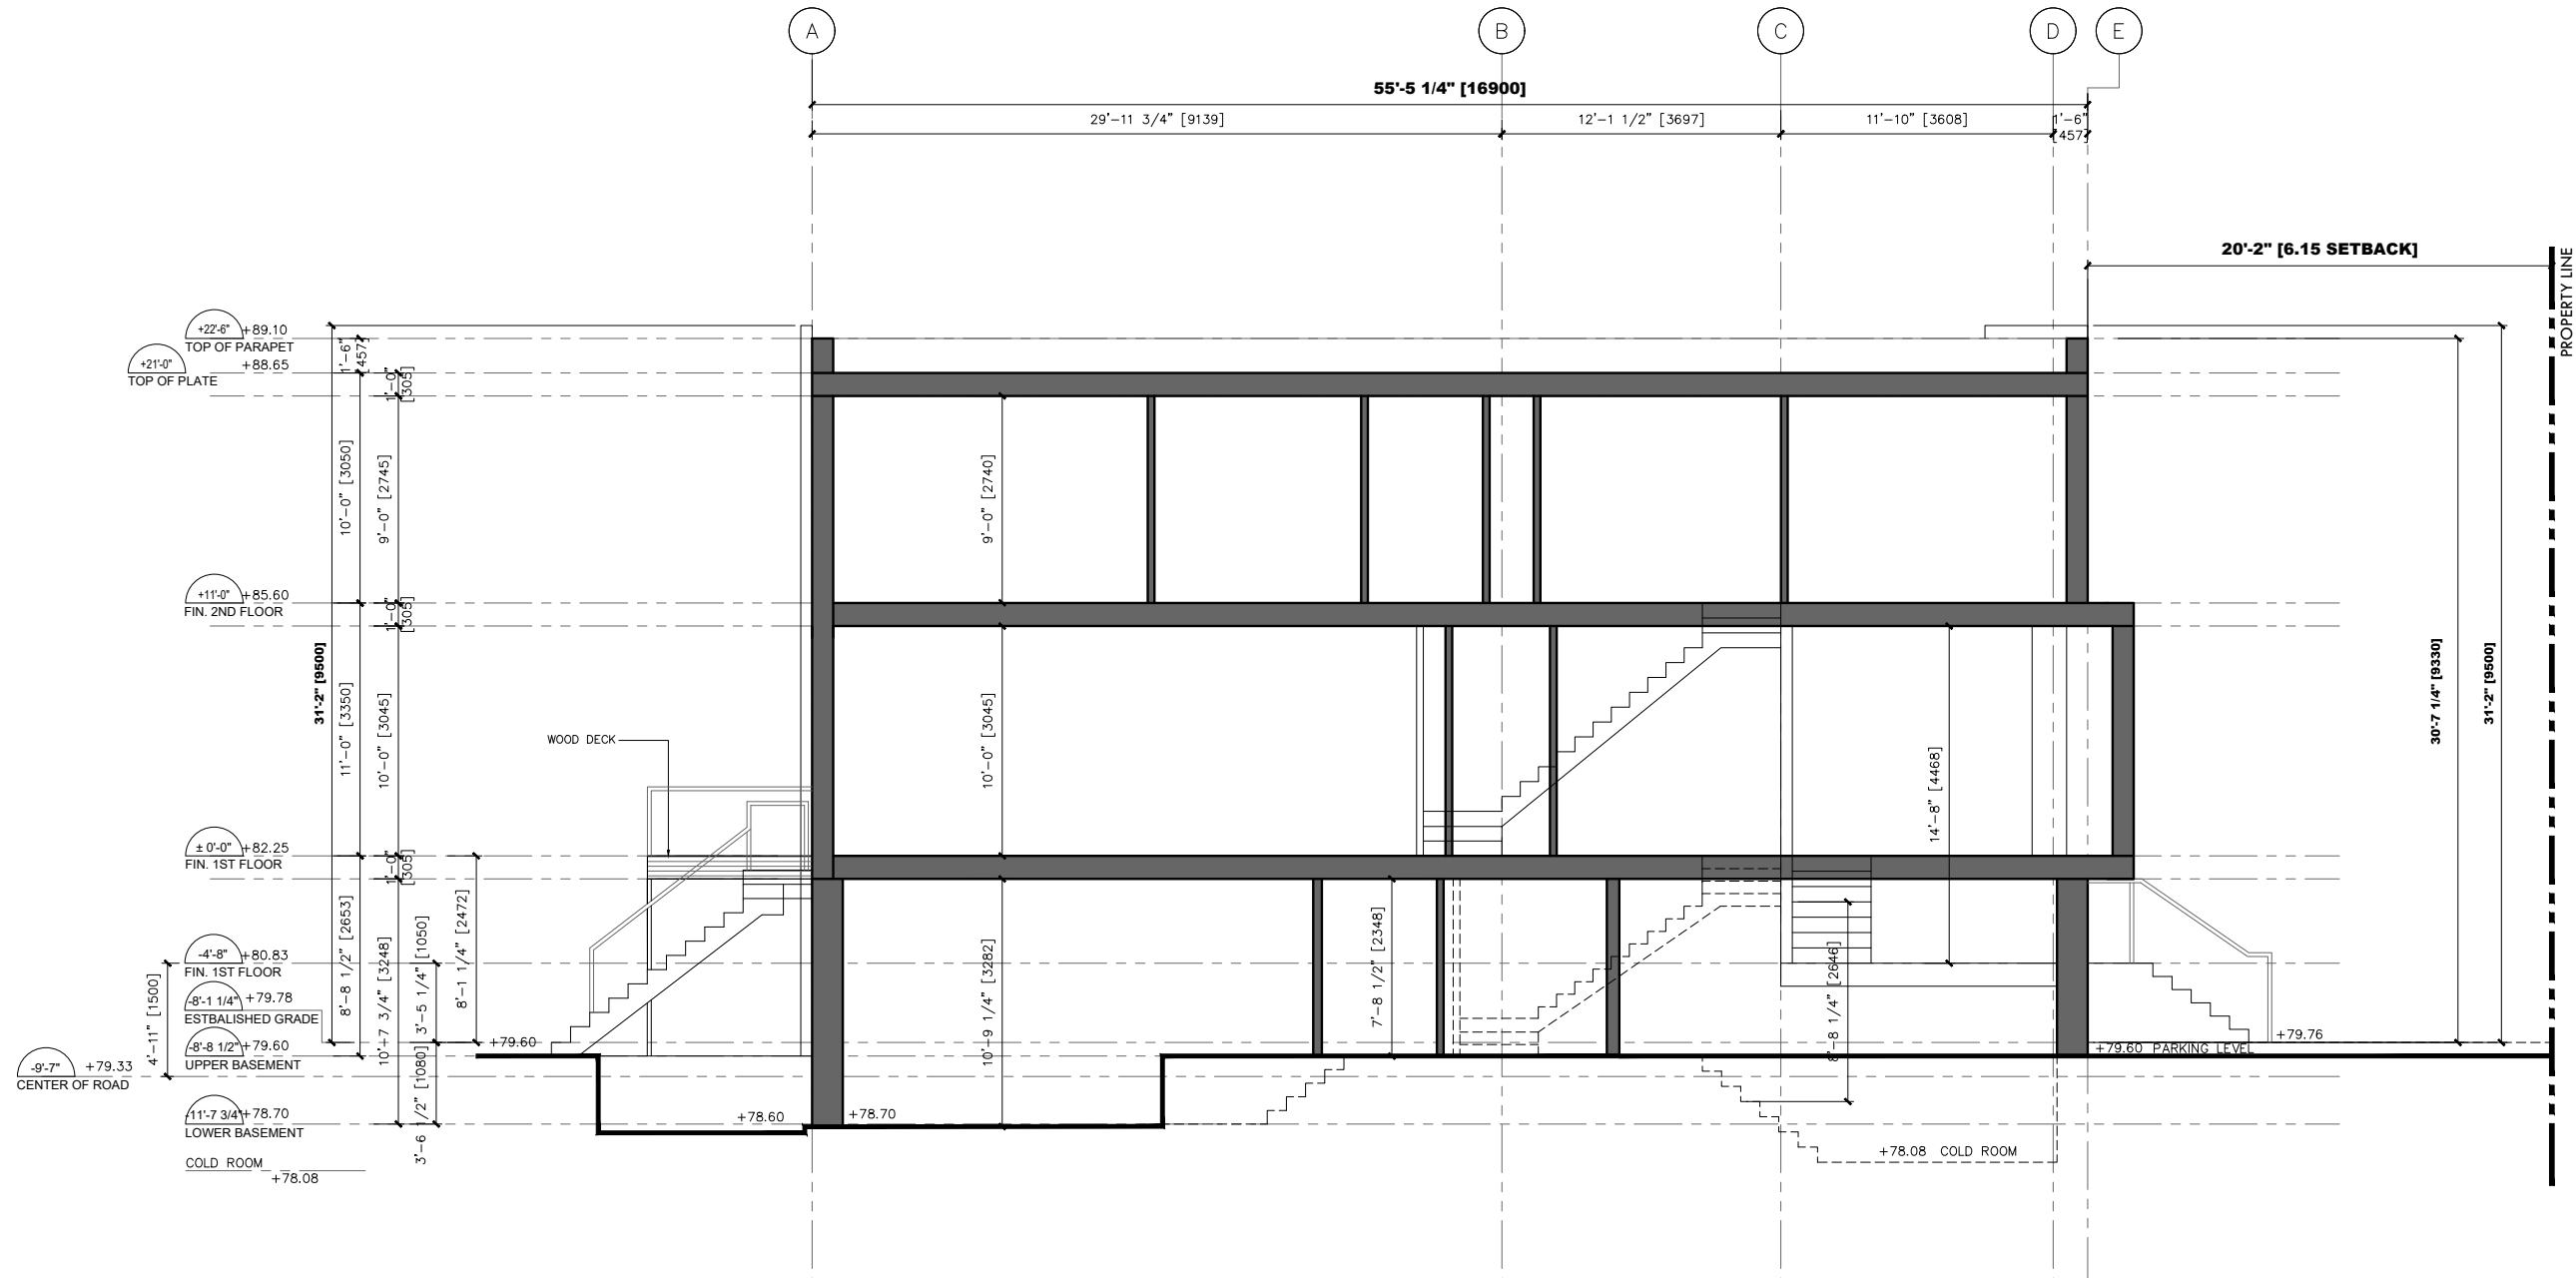 A
B
C
D
E
55'-5 1/4" [16900]
29'-11 3/4" [9139]
12'-1 1/2" [3697]
11'-10" [3608]
1'-6"
[457]
20'-2" [6.15 SETBACK]
PROPERTY LINE
+22'-6" +89.10
TOP OF PARAPET
+21'-0" +88.65
TOP OF PLATE
1'-6"
[457]
1'-0"
[305]
10'-0" [3050]
9'-0" [2745]
9'-0" [2740]
+11'-0" +85.60
FIN. 2ND FLOOR
1'-0"
[305]
31'-2" [9500]
11'-0" [3350]
10'-0" [3045]
10'-0" [3045]
WOOD DECK
14'-8" [4468]
30'-7 1/4" [9330]
31'-2" [9500]
± 0'-0" +82.25
FIN. 1ST FLOOR
1'-0"
[305]
8'-8 1/2" [2653]
10'-7 3/4" [3248]
3'-5 1/4" [1050]
8'-1 1/4" [2472]
10'-9 1/4" [3282]
7'-8 1/2" [2348]
8'-8 1/4" [2646]
-4'-8" +80.83
FIN. 1ST FLOOR
-8'-1 1/4" +79.78
ESTBALISHED GRADE
4'-11" [1500]
-8'-8 1/2" +79.60
UPPER BASEMENT
+79.60
+79.76
+79.60 PARKING LEVEL
-9'-7" +79.33
CENTER OF ROAD
3'-6 1/2" [1080]
-11'-7 3/4" +78.70
LOWER BASEMENT
+78.60
+78.70
COLD ROOM
+78.08
+78.08 COLD ROOM